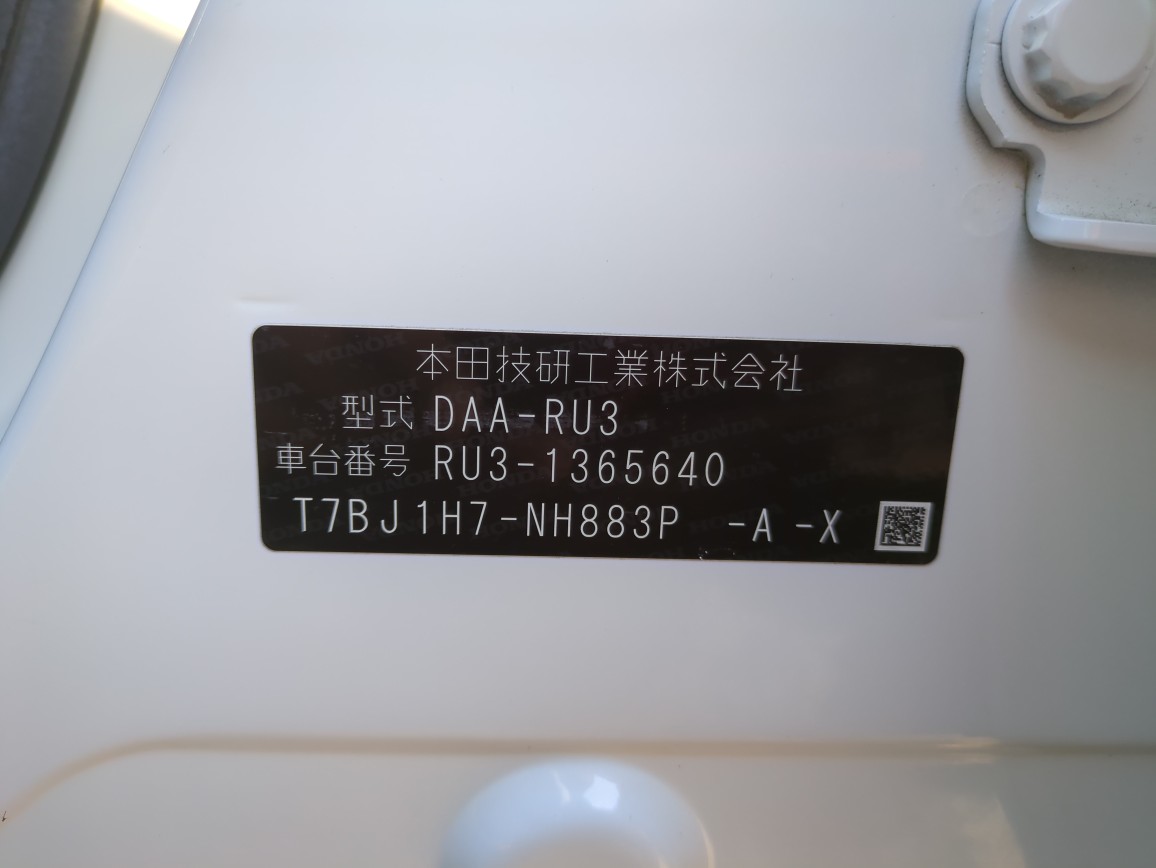 本田技研工業株式会社
型式 DAA-RU3
車台番号 RU3-1365640
T7BJ1H7-NH883P -A -X